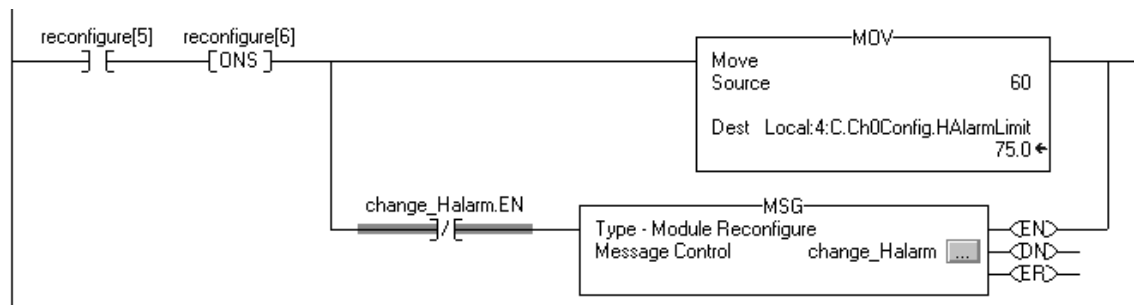 reconfigure[5] reconfigure[6]
ONS
MOV
Move
Source 60
Dest Local:4:C.Ch0Config.HAlarmLimit
75.0
change_Halarm.EN
MSG
Type - Module Reconfigure
Message Control change_Halarm ...
EN
DN
ER